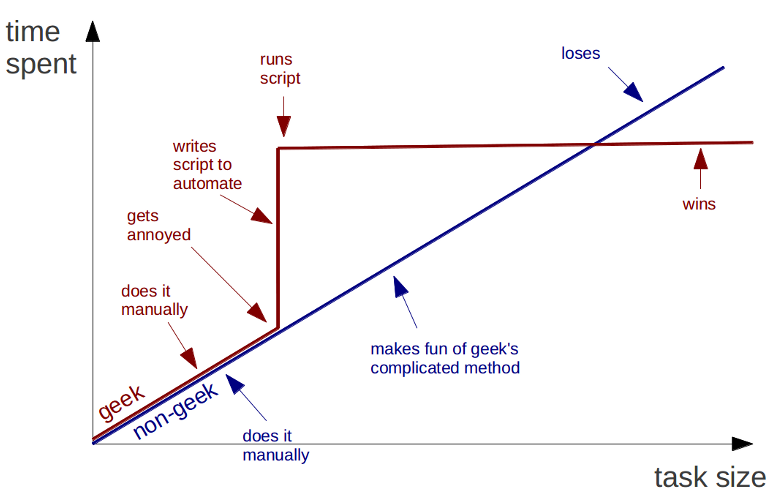 time
spent
runs
script
loses
writes
script to
automate
wins
gets
annoyed
does it
manually
makes fun of geek's
complicated method
geek
non-geek
does it
manually
task size